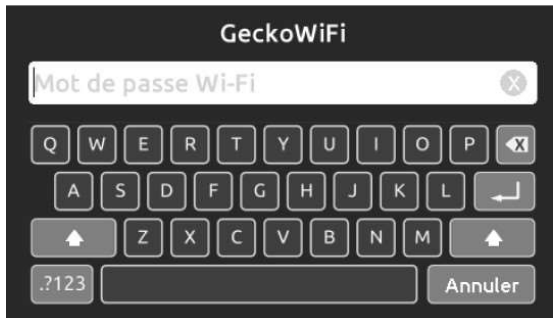 GeckoWiFi
Mot de passe Wi-Fi
Q W E R T Y U I O P
A S D F G H J K L
Z X C V B N M
.?123 Annuler